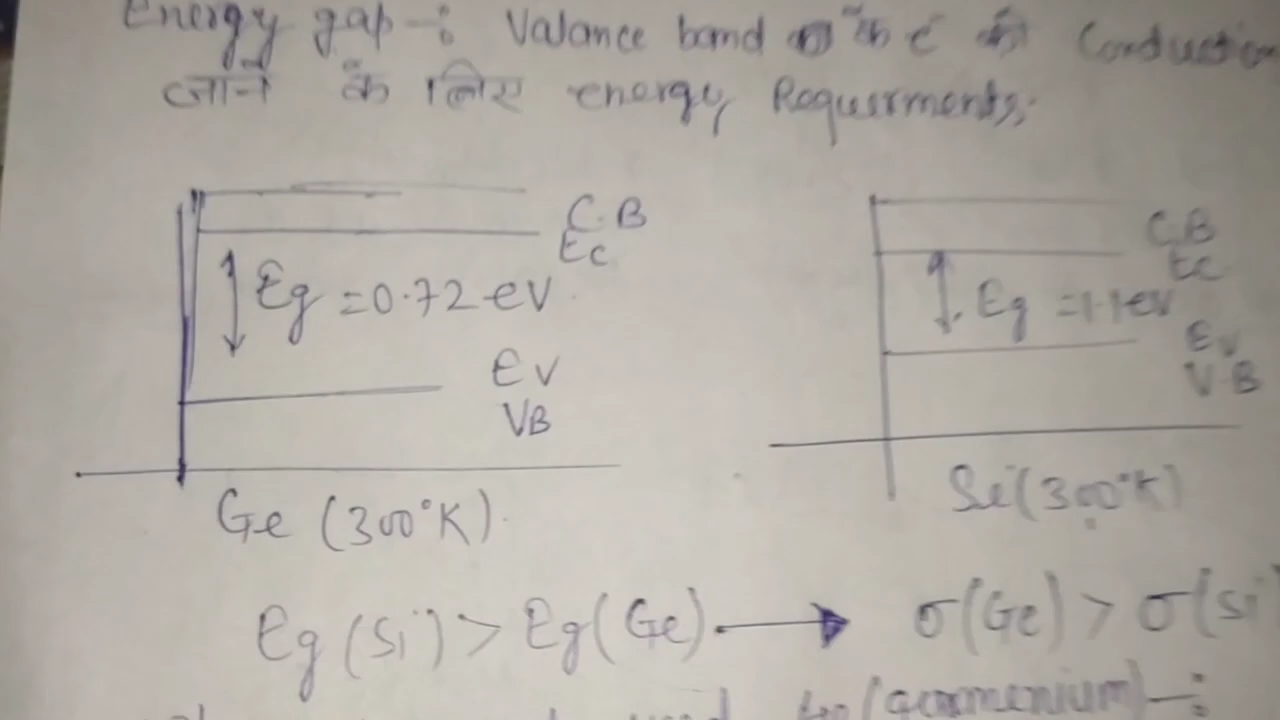 Energy gap -: Valance band के e को Conduction
जाने के लिए energy Requirments,
C.B
Ec
Eg = 0.72 eV
EV
VB
Ge (300°K).
C.B
Ec
Eg = 1.1 eV
Ev
V.B
Si (300°K)
Eg (Si) > Eg (Ge). → σ(Ge) > σ(Si)
(germenium) -: